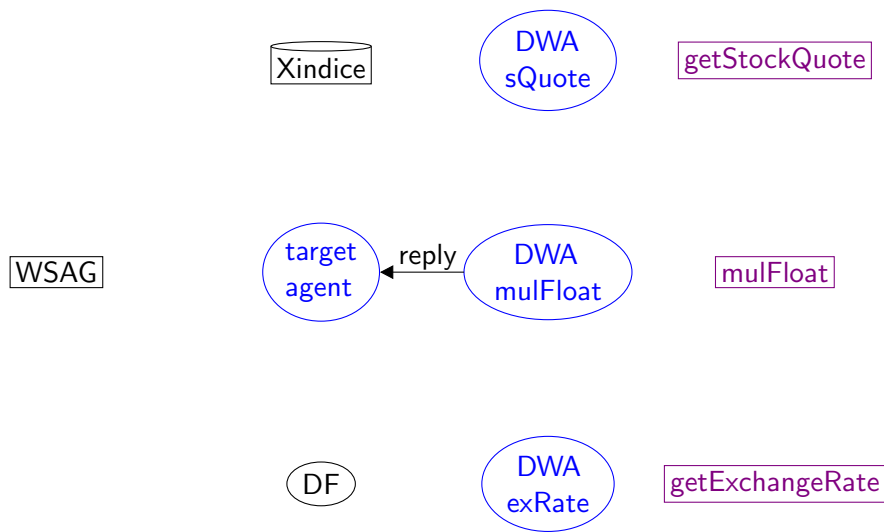 Xindice
DWA
sQuote
getStockQuote
WSAG
target
agent
reply
DWA
mulFloat
mulFloat
DF
DWA
exRate
getExchangeRate